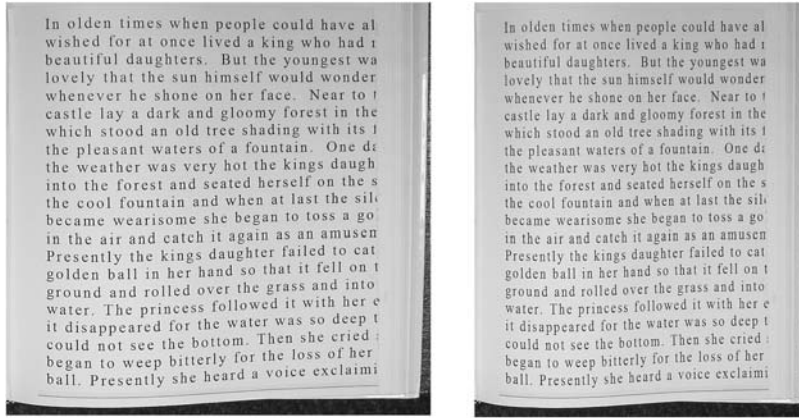 In olden times when people could have
wished for at once lived a king who had
beautiful daughters. But the youngest
lovely that the sun himself would wonder
whenever he shone on her face. Near to
castle lay a dark and gloomy forest in the
which stood an old tree shading with its
the pleasant waters of a fountain. One
the weather was very hot the kings daugh
into the forest and seated herself on the s
the cool fountain and when at last the
became wearisome she began to toss a go
in the air and catch it again as an amusem
Presently the kings daughter failed to cat
golden ball in her hand so that it fell on t
ground and rolled over the grass and into
water. The princess followed it with her e
it disappeared for the water was so deep t
could not see the bottom. Then she cried
began to weep bitterly for the loss of her
ball. Presently she heard a voice exclaimi
In olden times when people could have
wished for at once lived a king who had
beautiful daughters. But the youngest
lovely that the sun himself would wonder
whenever he shone on her face. Near to
castle lay a dark and gloomy forest in the
which stood an old tree shading with its
the pleasant waters of a fountain. One
the weather was very hot the kings daugh
into the forest and seated herself on the s
the cool fountain and when at last the
became wearisome she began to toss a go
in the air and catch it again as an amusem
Presently the kings daughter failed to cat
golden ball in her hand so that it fell on t
ground and rolled over the grass and into
water. The princess followed it with her e
it disappeared for the water was so deep t
could not see the bottom. Then she cried
began to weep bitterly for the loss of her
ball. Presently she heard a voice exclaimi